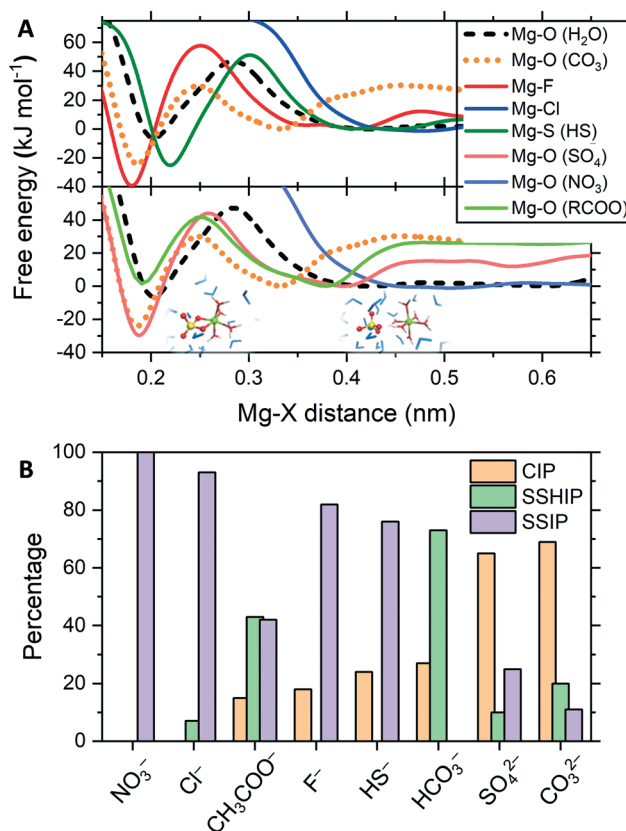 A
Free energy (kJ mol⁻¹)
60
40
20
0
-20
-40
40
20
0
-20
-40
Mg-O (H₂O)
Mg-O (CO₃)
Mg-F
Mg-Cl
Mg-S (HS)
Mg-O (SO₄)
Mg-O (NO₃)
Mg-O (RCOO)
0.2
0.3
0.4
0.5
0.6
Mg-X distance (nm)
B
Percentage
100
80
60
40
20
0
CIP
SSHIP
SSIP
NO₃⁻
Cl⁻
CH₃COO⁻
F⁻
HS⁻
HCO₃⁻
SO₄²⁻
CO₃²⁻